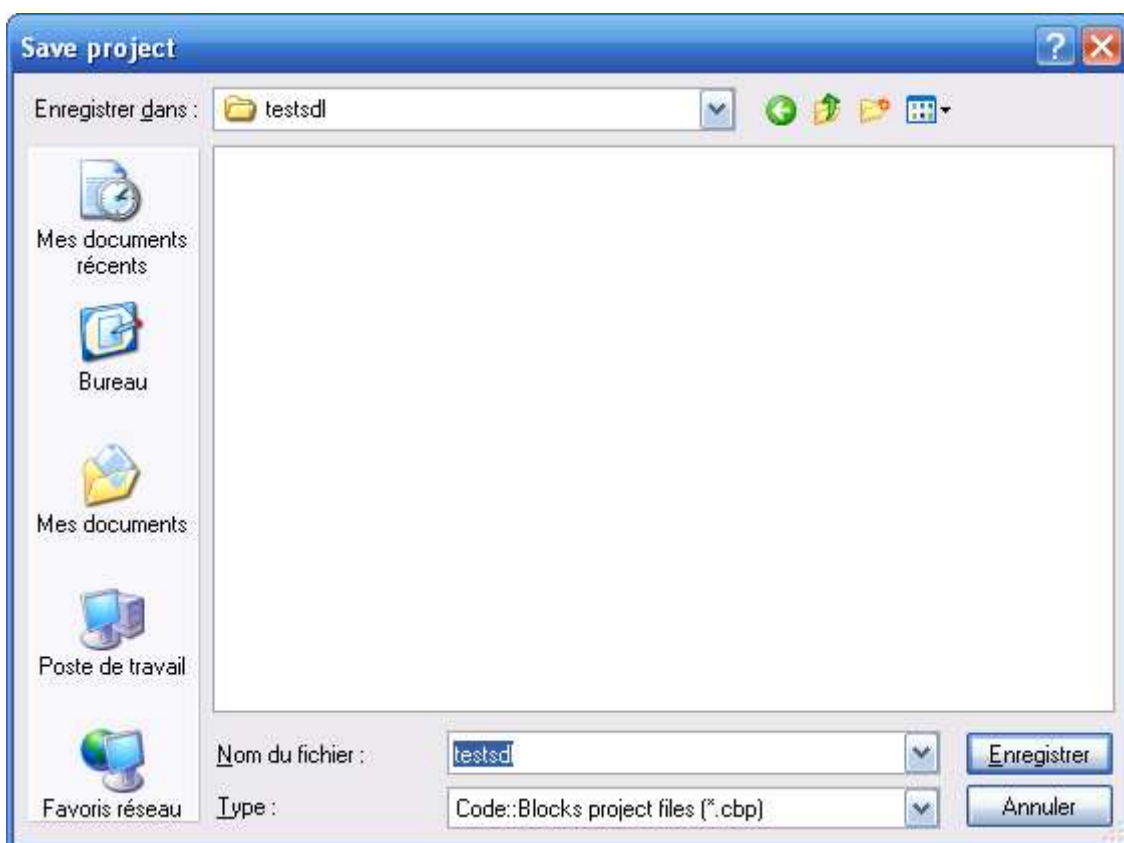 Save project
Enregistrer dans :
testsdl
Mes documents
récents
Bureau
Mes documents
Poste de travail
Favoris réseau
Nom du fichier :
testsdl
Enregistrer
Type :
Code::Blocks project files (*.cbp)
Annuler